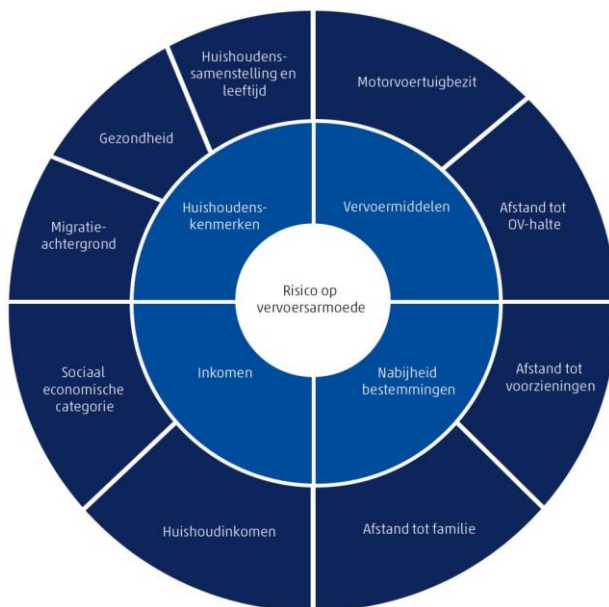 Huishoudens-
samenstelling en
leeftijd
Motorvoertuigbezit
Gezondheid
Afstand tot
OV-halte
Migratie-
achtergrond
Huishoudens-
kenmerken
Vervoermiddelen
Risico op
vervoersarmoede
Sociaal
economische
categorie
Inkomen
Nabijheid
bestemmingen
Afstand tot
voorzieningen
Huishoudinkomen
Afstand tot familie